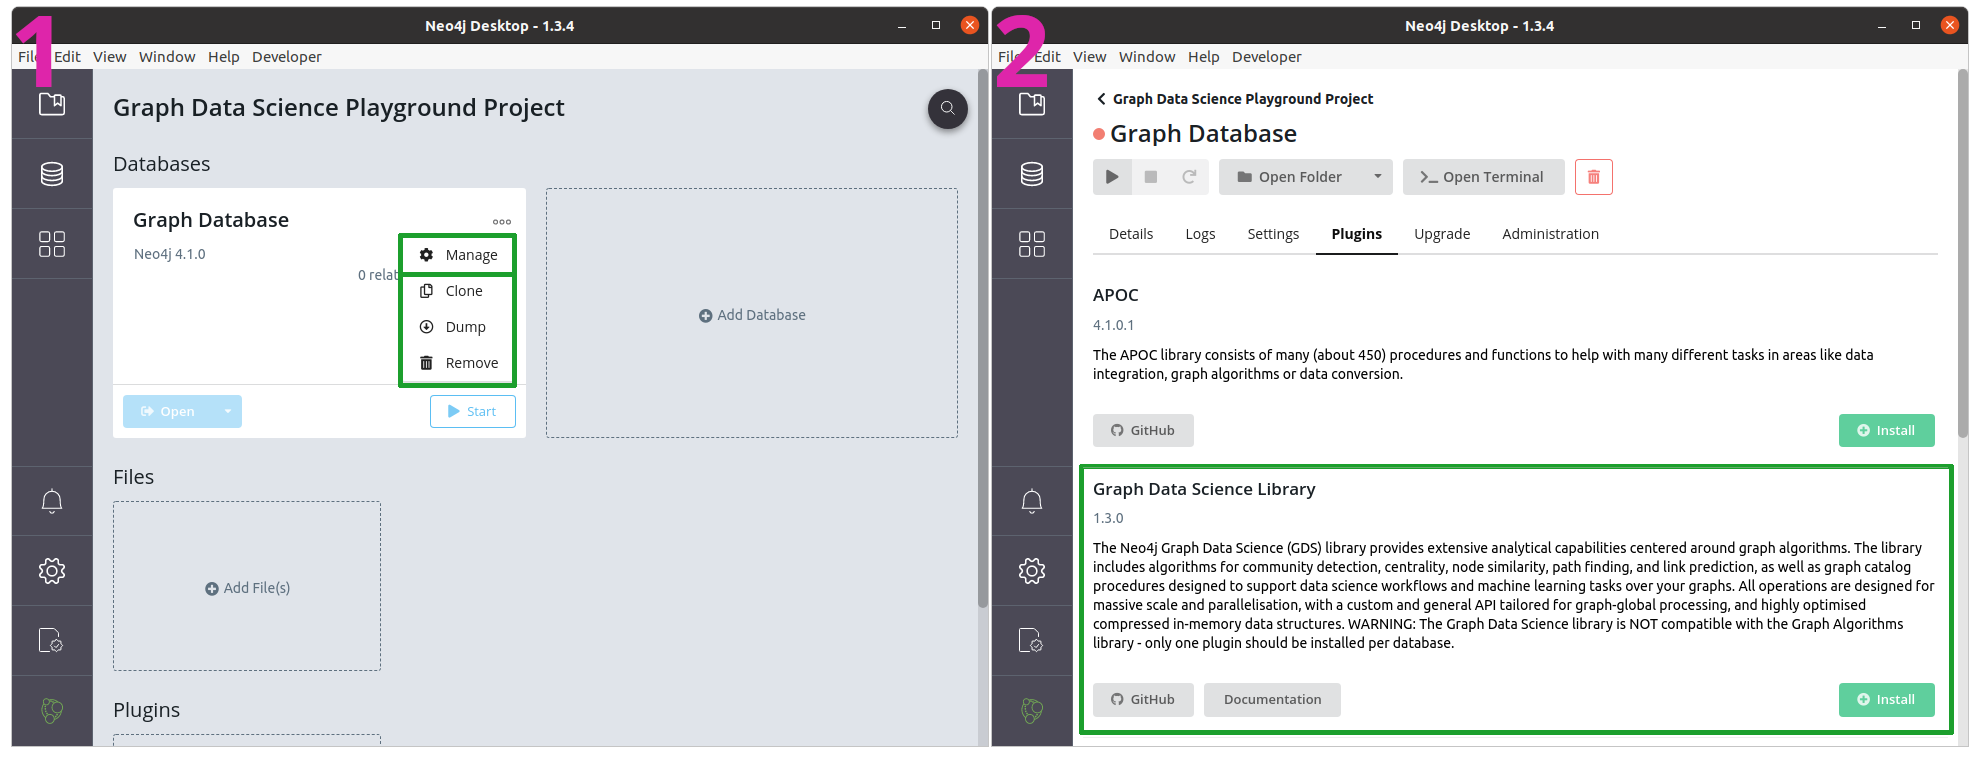 1
Neo4j Desktop - 1.3.4
File Edit View Window Help Developer
Graph Data Science Playground Project
Databases
Graph Database
Neo4j 4.1.0
0 relat
Manage
Clone
Dump
Remove
Open
Start
Add Database
Files
Add File(s)
Plugins
2
Neo4j Desktop - 1.3.4
File Edit View Window Help Developer
Graph Data Science Playground Project
Graph Database
Open Folder
Open Terminal
Details Logs Settings Plugins Upgrade Administration
APOC
4.1.0.1
The APOC library consists of many (about 450) procedures and functions to help with many different tasks in areas like data
integration, graph algorithms or data conversion.
GitHub
Install
Graph Data Science Library
1.3.0
The Neo4j Graph Data Science (GDS) library provides extensive analytical capabilities centered around graph algorithms. The library
includes algorithms for community detection, centrality, node similarity, path finding, and link prediction, as well as graph catalog
procedures designed to support data science workflows and machine learning tasks over your graphs. All operations are designed for
massive scale and parallelisation, with a custom and general API tailored for graph-global processing, and highly optimised
compressed in-memory data structures. WARNING: The Graph Data Science library is NOT compatible with the Graph Algorithms
library - only one plugin should be installed per database.
GitHub
Documentation
Install